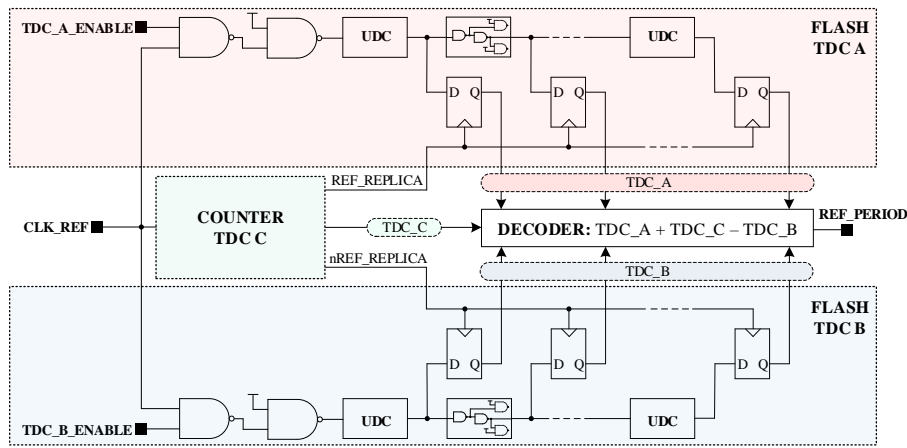 TDC_A_ENABLE
UDC
UDC
FLASH
TDC A
D Q
D Q
D Q
REF_REPLICA
TDC_A
CLK_REF
COUNTER
TDC C
TDC_C
DECODER: TDC_A + TDC_C – TDC_B
REF_PERIOD
nREF_REPLICA
TDC_B
FLASH
TDC B
D Q
D Q
D Q
UDC
UDC
TDC_B_ENABLE